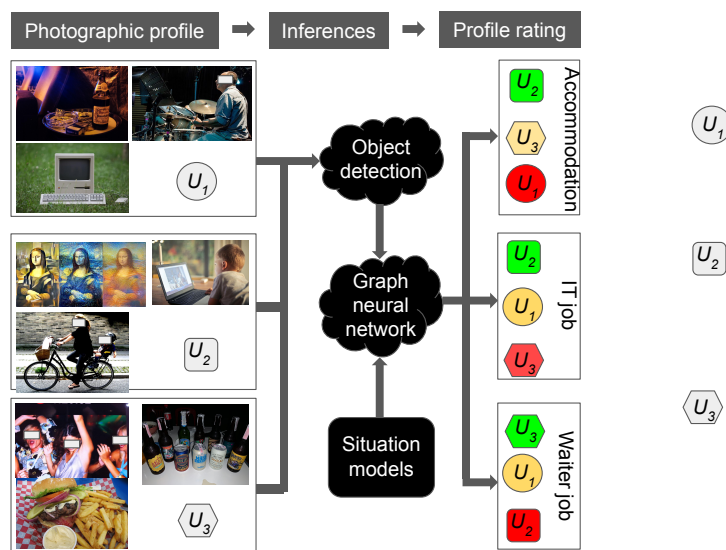 Photographic profile
Inferences
Profile rating
U1
U2
U3
Object
detection
Graph
neural
network
Situation
models
U2
U3
U1
Accommodation
U2
U1
U3
IT job
U3
U1
U2
Waiter job
U1
U2
U3